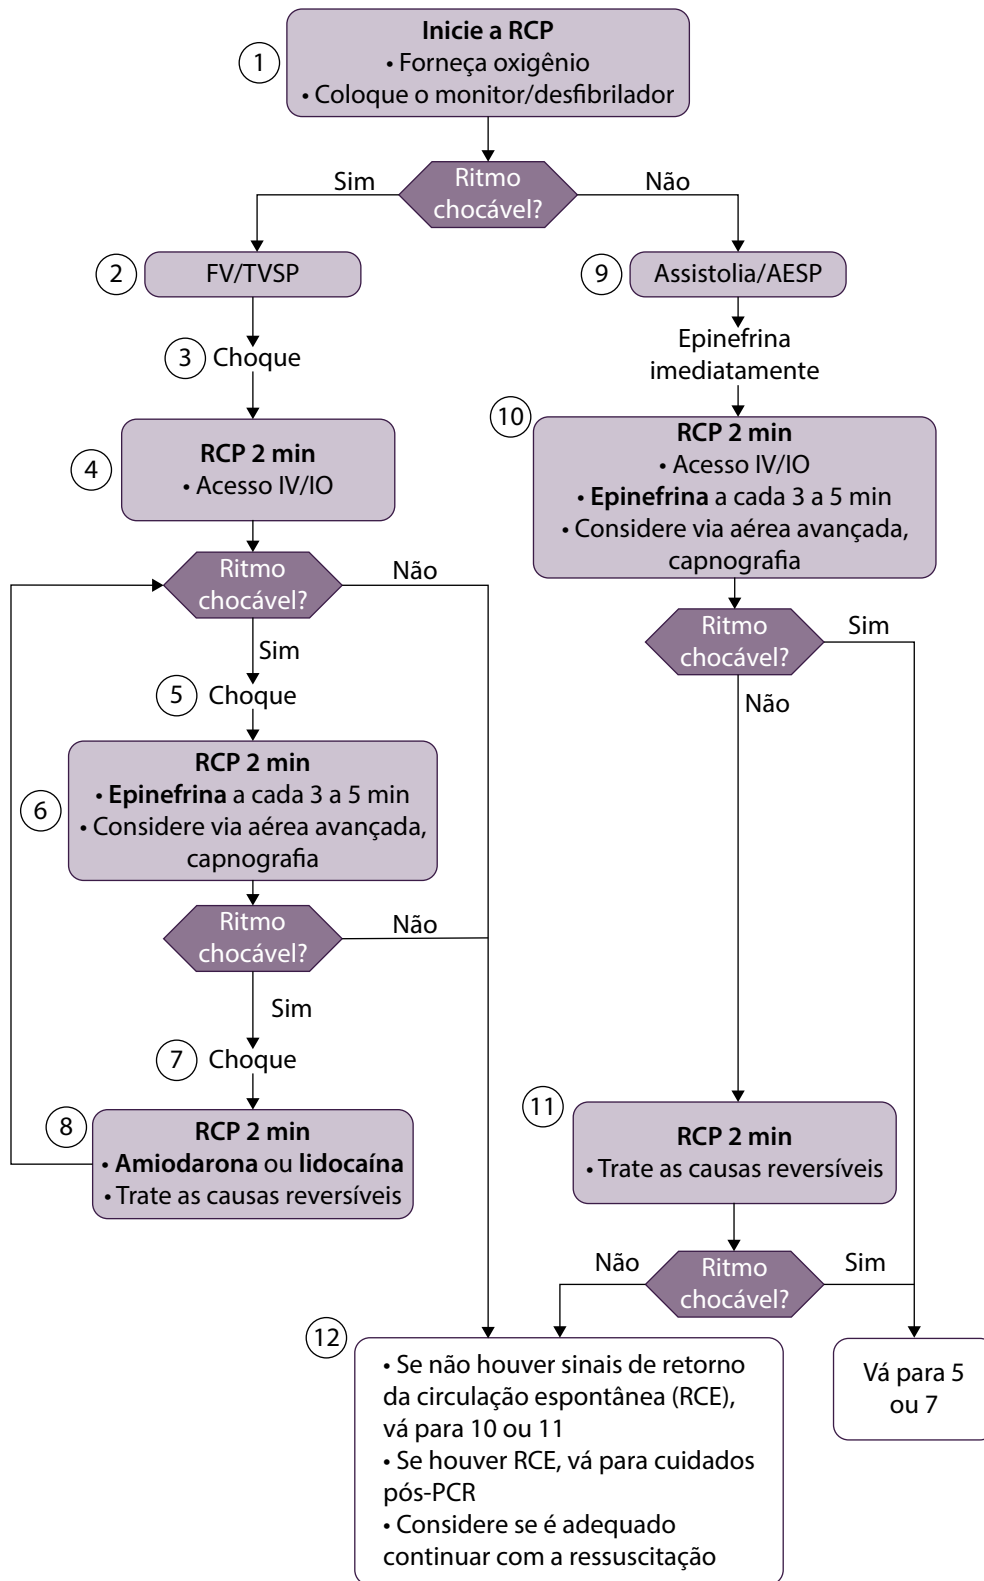 Inicie a RCP
1
• Forneça oxigênio
• Coloque o monitor/desfibrilador
Ritmo
chocável?
Sim
Não
2
FV/TVSP
9
Assistolia/AESP
3
Choque
Epinefrina
imediatamente
4
RCP 2 min
• Acesso IV/IO
10
RCP 2 min
• Acesso IV/IO
• Epinefrina a cada 3 a 5 min
• Considere via aérea avançada,
capnografia
Ritmo
chocável?
Não
Sim
Ritmo
chocável?
Sim
Não
5
Choque
6
RCP 2 min
• Epinefrina a cada 3 a 5 min
• Considere via aérea avançada,
capnografia
Ritmo
chocável?
Não
Sim
7
Choque
8
RCP 2 min
• Amiodarona ou lidocaína
• Trate as causas reversíveis
11
RCP 2 min
• Trate as causas reversíveis
Não
Ritmo
chocável?
Sim
12
• Se não houver sinais de retorno
da circulação espontânea (RCE),
vá para 10 ou 11
• Se houver RCE, vá para cuidados
pós-PCR
• Considere se é adequado
continuar com a ressuscitação
Vá para 5
ou 7